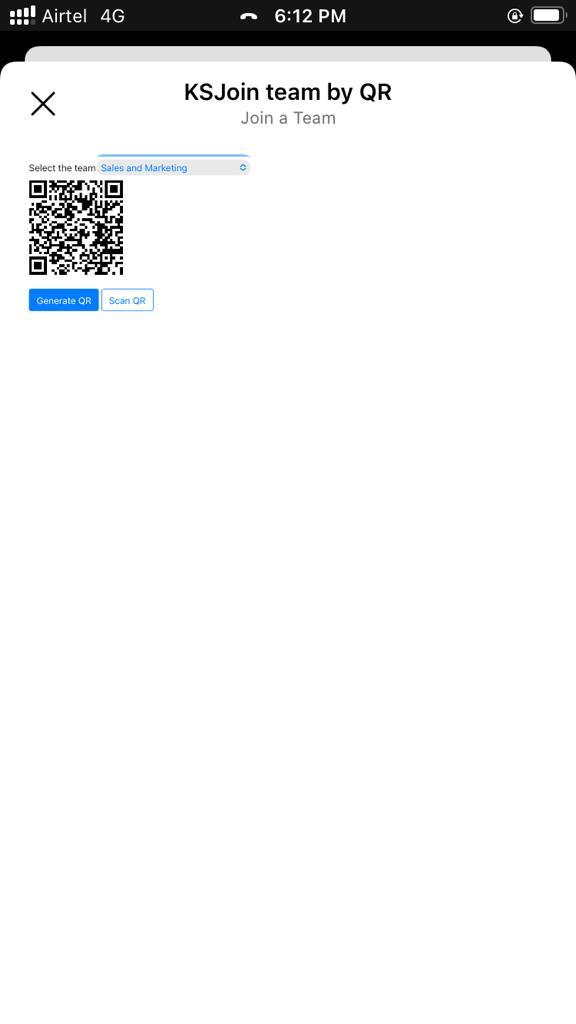 Airtel 4G 6:12 PM
KSJoin team by QR
Join a Team
Select the team Sales and Marketing
Generate QR Scan QR